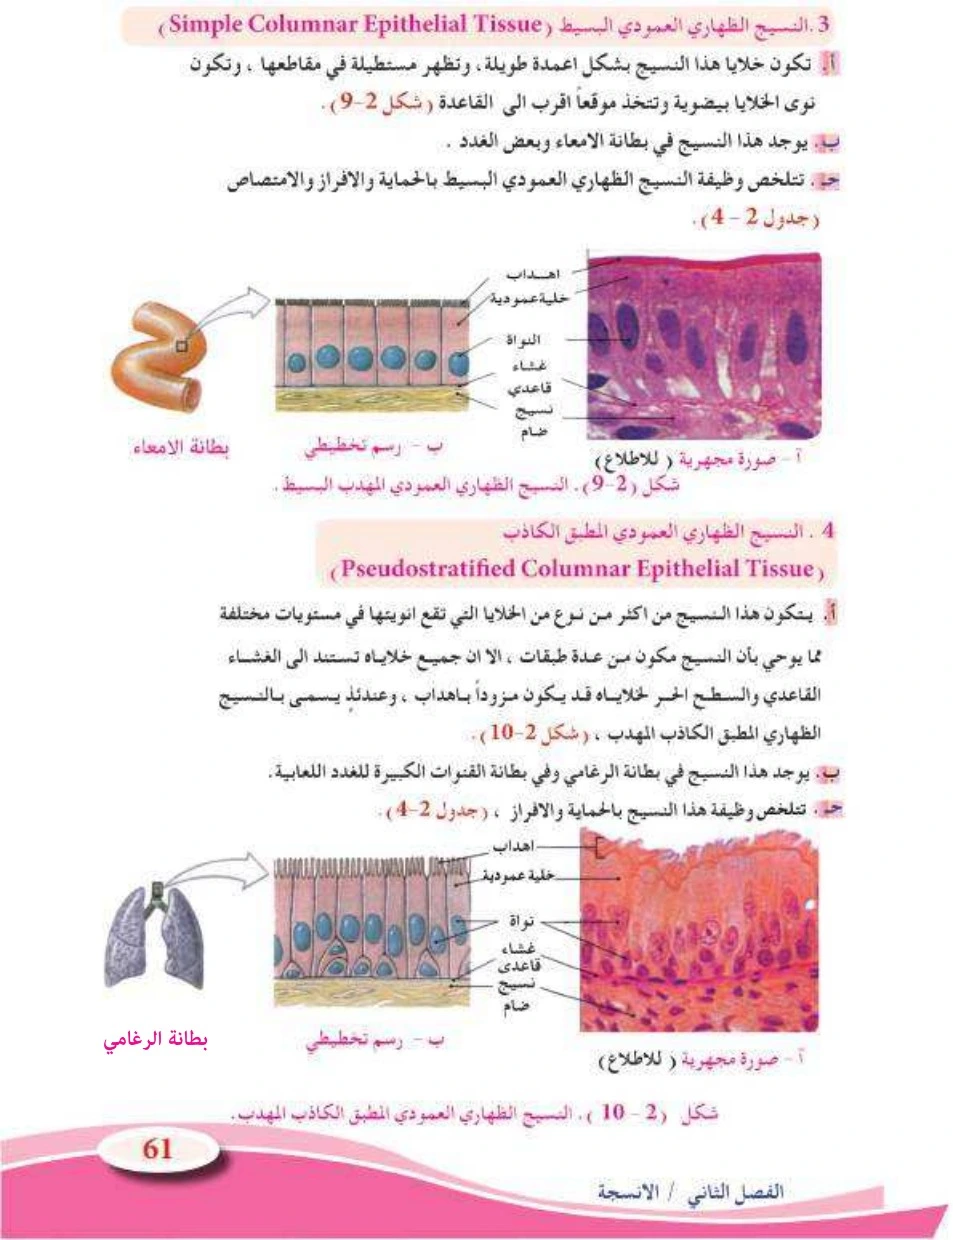 3 .النسيج الظهاري العمودي البسيط (Simple Columnar Epithelial Tissue)
أ. تكون خلايا هذا النسيج بشكل اعمدة طويلة، وتظهر مستطيلة في مقاطعها ، وتكون
نوى الخلايا بيضوية وتتخذ موقعاً اقرب الى القاعدة (شكل 2-9).
ب. يوجد هذا النسيج في بطانة الامعاء وبعض الغدد .
جـ . تتلخص وظيفة النسيج الظهاري العمودي البسيط بالحماية والافراز والامتصاص
(جدول 2 - 4).
اهـداب
خلية عمودية
النواة
غشاء
قاعدي
نسيج
ضام
بطانة الامعاء
ب - رسم تخطيطي
آ - صورة مجهرية ( للاطلاع)
شكل (2-9). النسيج الظهاري العمودي المهدب البسيط.
4 . النسيج الظهاري العمودي المطبق الكاذب
(Pseudostratified Columnar Epithelial Tissue)
أ. يتكون هذا النسيج من اكثر من نوع من الخلايا التي تقع انويتها في مستويات مختلفة
مما يوحي بأن النسيج مكون من عدة طبقات ، الا ان جميع خلاياه تستند الى الغشاء
القاعدي والسطح الحر لخلاياه قد يكون مزوداً باهداب ، وعندئذٍ يسمى بالنسيج
الظهاري المطبق الكاذب المهدب ، (شكل 2-10).
ب. يوجد هذا النسيج في بطانة الرغامي وفي بطانة القنوات الكبيرة للغدد اللعابية.
جـ . تتلخص وظيفة هذا النسيج بالحماية والافراز ، (جدول 2-4).
اهداب
خلية عمودية
نواة
غشاء
قاعدى
نسيج
ضام
بطانة الرغامي
ب - رسم تخطيطي
آ - صورة مجهرية ( للاطلاع)
شكل (2 - 10 ). النسيج الظهاري العمودي المطبق الكاذب المهدب.
61
الفصل الثاني / الانسجة